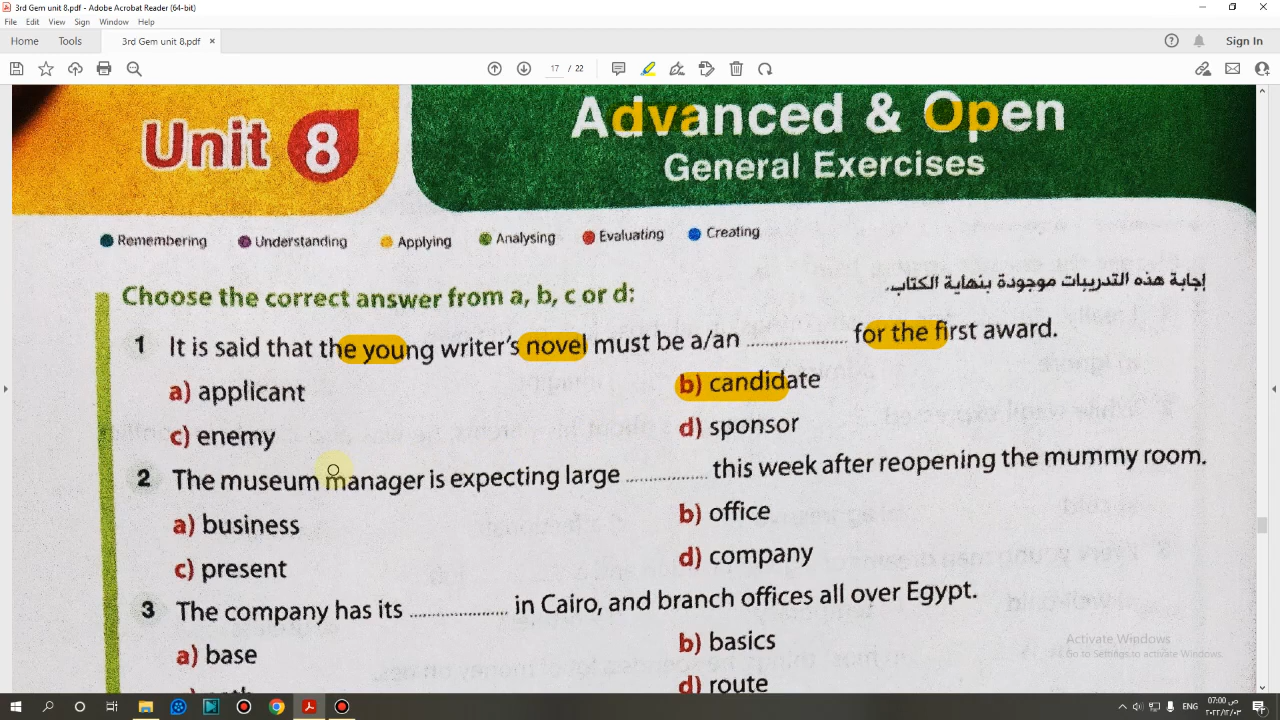 3rd Gem unit 8.pdf - Adobe Acrobat Reader (64-bit)
File Edit View Sign Window Help
Home Tools 3rd Gem unit 8.pdf × Sign In
17 / 22
Unit 8
Advanced & Open
General Exercises
Remembering Understanding Applying Analysing Evaluating Creating
إجابة هذه التدريبات موجودة بنهاية الكتاب.
Choose the correct answer from a, b, c or d:
1 It is said that the young writer's novel must be a/an .................... for the first award.
a) applicant b) candidate
c) enemy d) sponsor
2 The museum manager is expecting large .................... this week after reopening the mummy room.
a) business b) office
c) present d) company
3 The company has its .................... in Cairo, and branch offices all over Egypt.
a) base b) basics
d) route
Activate Windows
Go to Settings to activate Windows.
ENG 07:00 ص
٢٠٢٢/١٢/٠٣